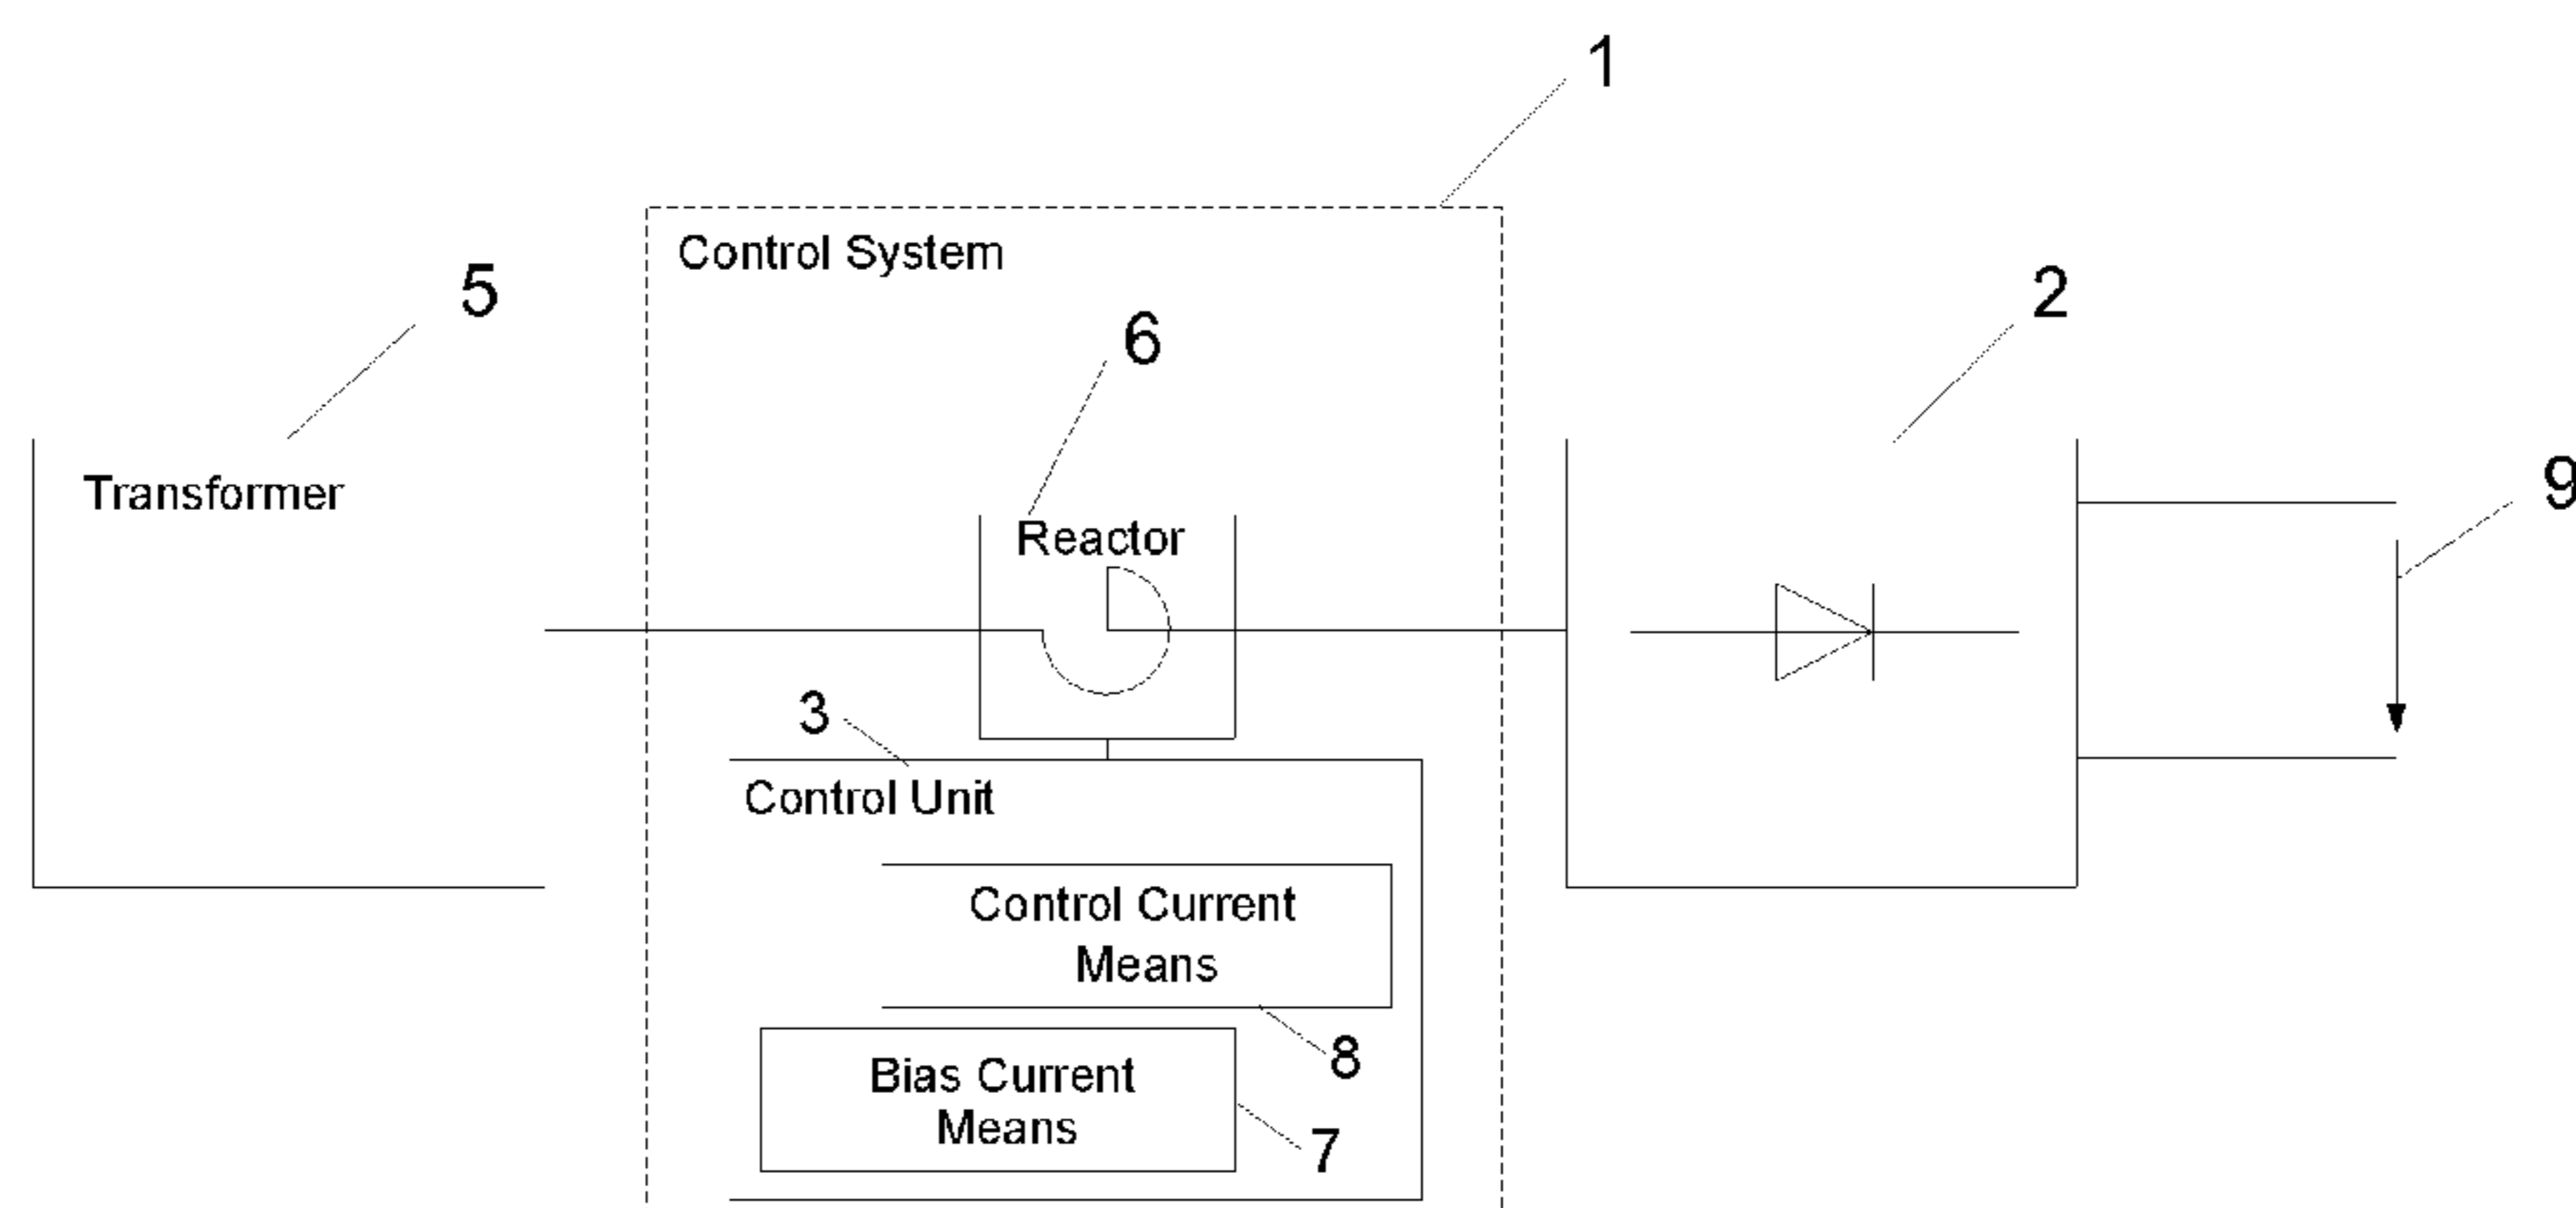 1
Control System
5
2
6
9
Transformer
Reactor
3
Control Unit
Control Current
Means
8
Bias Current
Means
7